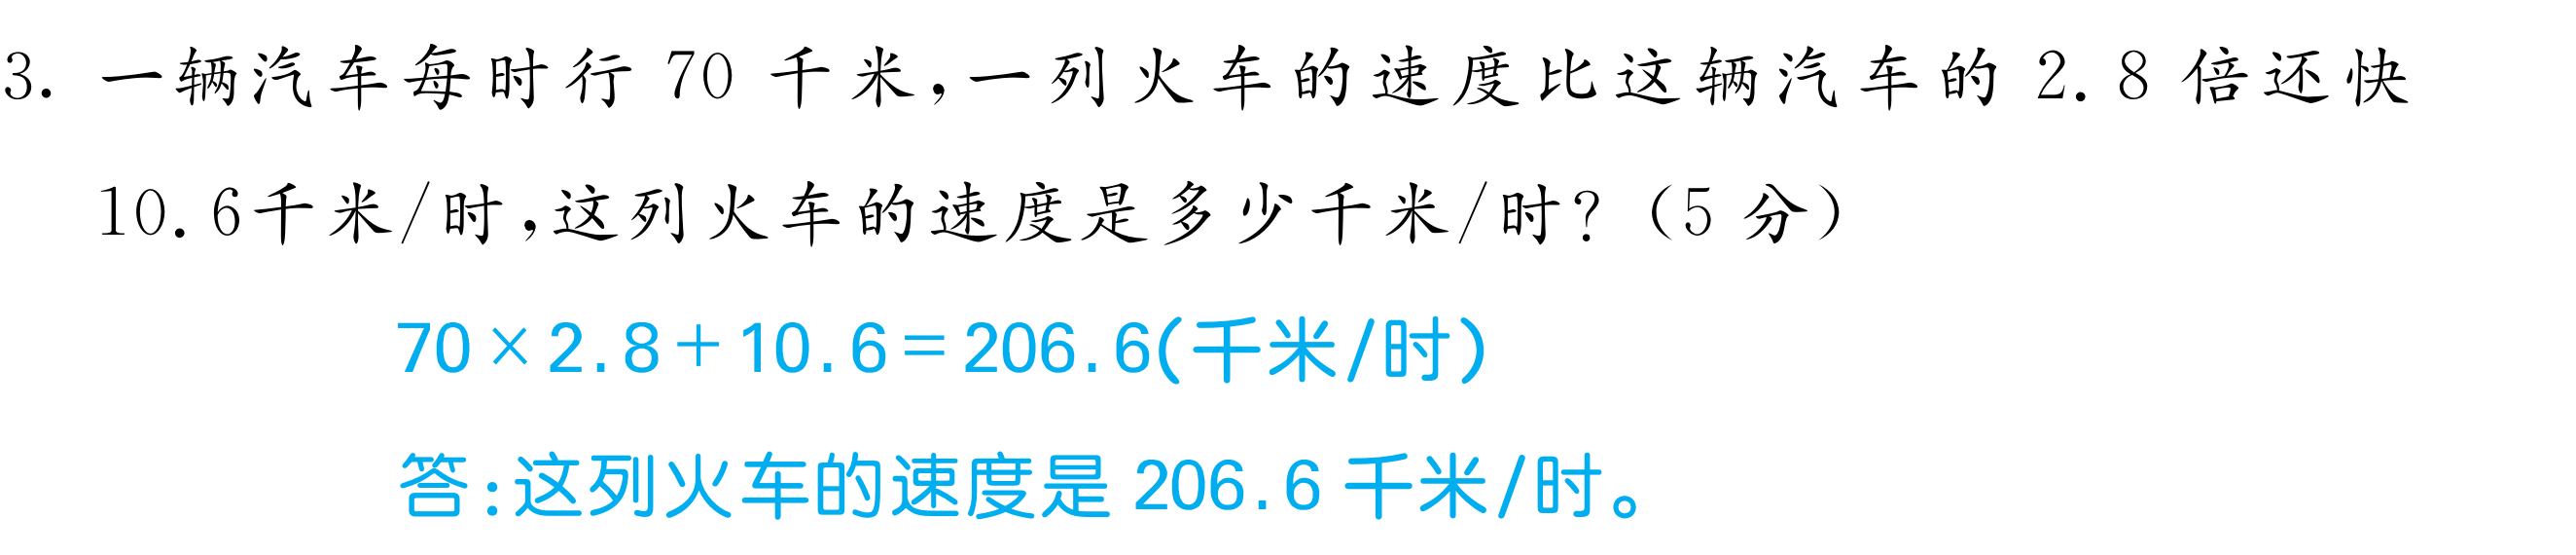 3. 一辆汽车每时行 70 千米,一列火车的速度比这辆汽车的 2.8 倍还快
10.6千米/时,这列火车的速度是多少千米/时?（5 分）
70×2.8+10.6=206.6(千米/时)
答:这列火车的速度是 206.6 千米/时。